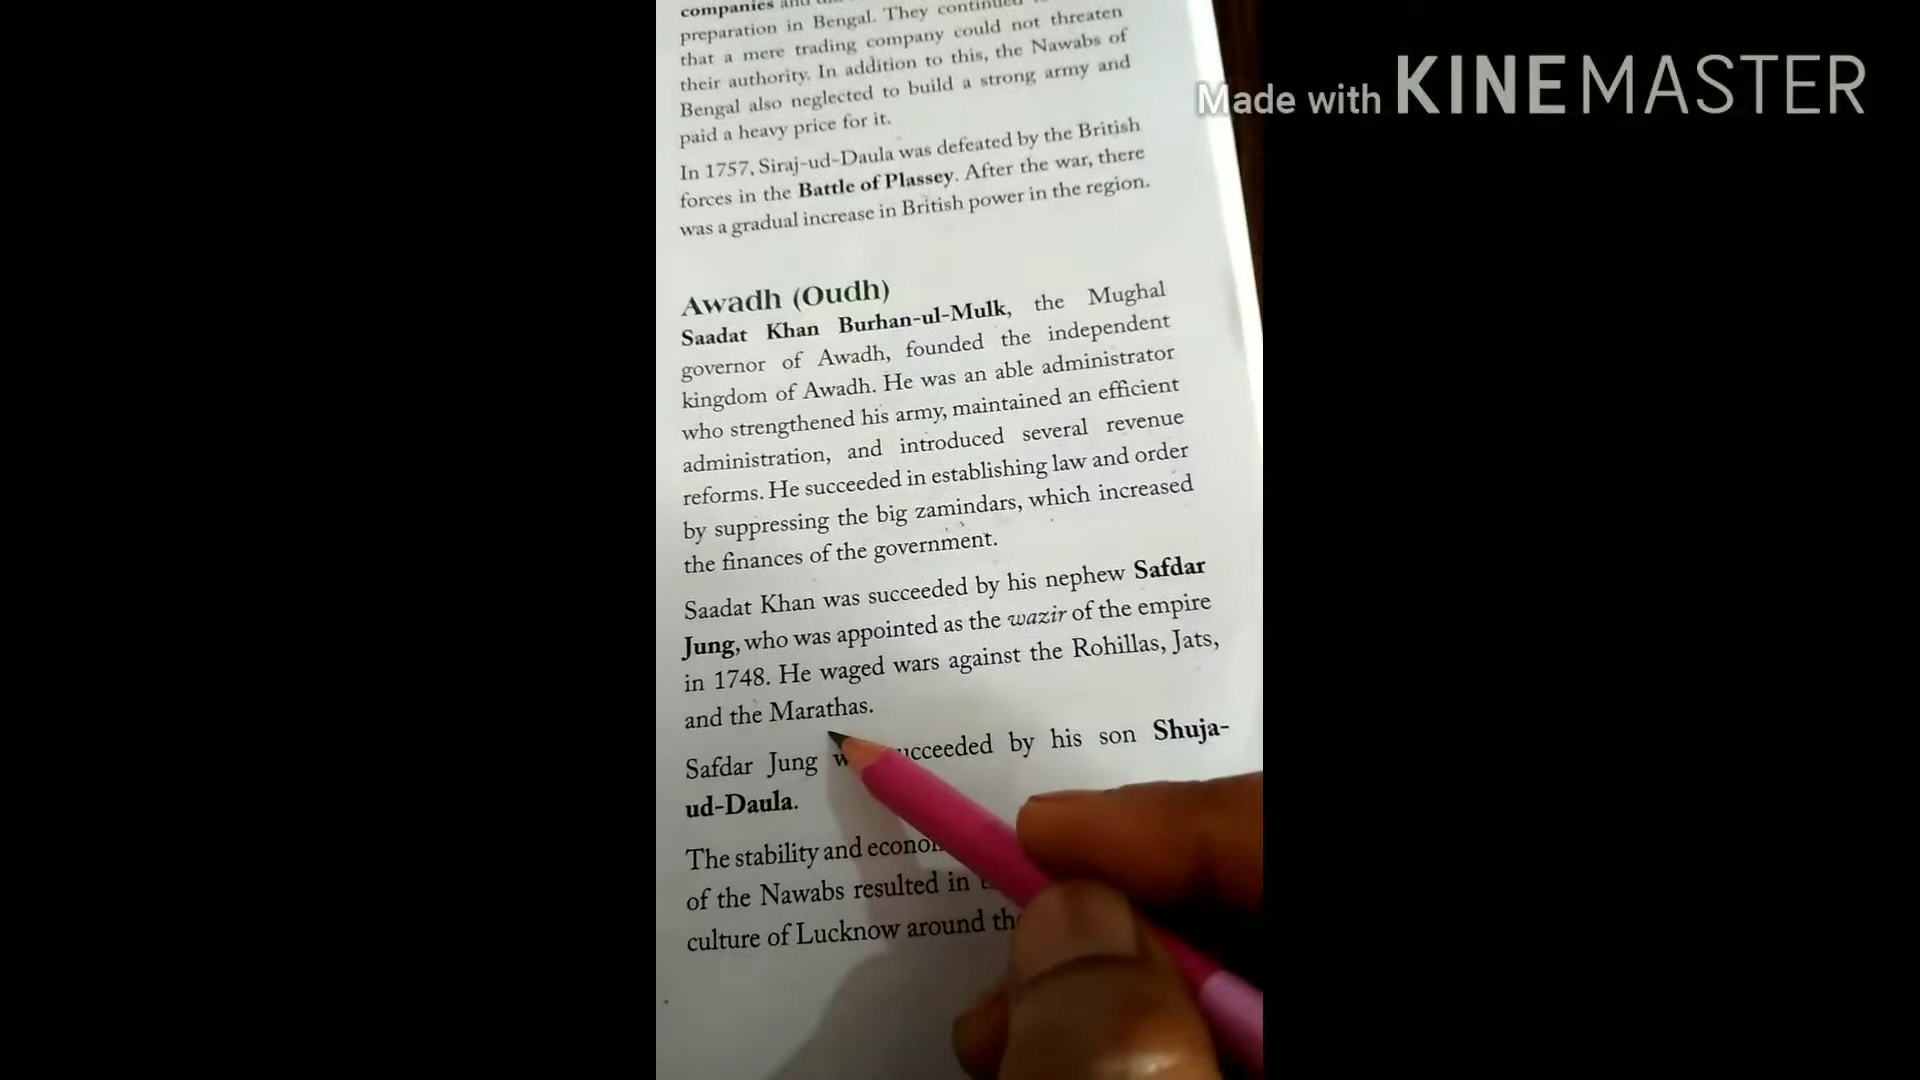 companies and
preparation in Bengal. They continued
that a mere trading company could not threaten
their authority. In addition to this, the Nawabs of
Bengal also neglected to build a strong army and
paid a heavy price for it.
In 1757, Siraj-ud-Daula was defeated by the British
forces in the Battle of Plassey. After the war, there
was a gradual increase in British power in the region.
Awadh (Oudh)
Saadat Khan Burhan-ul-Mulk, the Mughal
governor of Awadh, founded the independent
kingdom of Awadh. He was an able administrator
who strengthened his army, maintained an efficient
administration, and introduced several revenue
reforms. He succeeded in establishing law and order
by suppressing the big zamindars, which increased
the finances of the government.
Saadat Khan was succeeded by his nephew Safdar
Jung, who was appointed as the wazir of the empire
in 1748. He waged wars against the Rohillas, Jats,
and the Marathas.
Safdar Jung succeeded by his son Shuja-
ud-Daula.
The stability and
of the Nawabs resulted in
culture of Lucknow around
Made with KINEMASTER